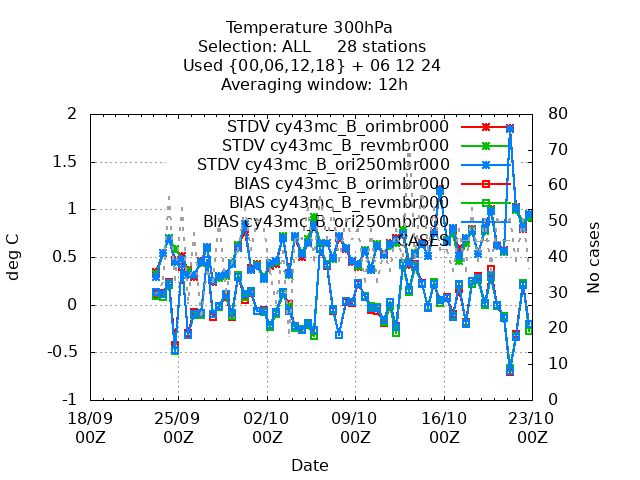 Temperature 300hPa
Selection: ALL 28 stations
Used {00,06,12,18} + 06 12 24
Averaging window: 12h
STDV cy43mc_B_orimbr000
STDV cy43mc_B_revmbr000
STDV cy43mc_B_ori250mbr000
BIAS cy43mc_B_orimbr000
BIAS cy43mc_B_revmbr000
BIAS cy43mc_B_ori250mbr000
CASES
deg C
2
1.5
1
0.5
0
-0.5
-1
No cases
80
70
60
50
40
30
20
10
0
18/09 25/09 02/10 09/10 16/10 23/10
00Z 00Z 00Z 00Z 00Z 00Z
Date